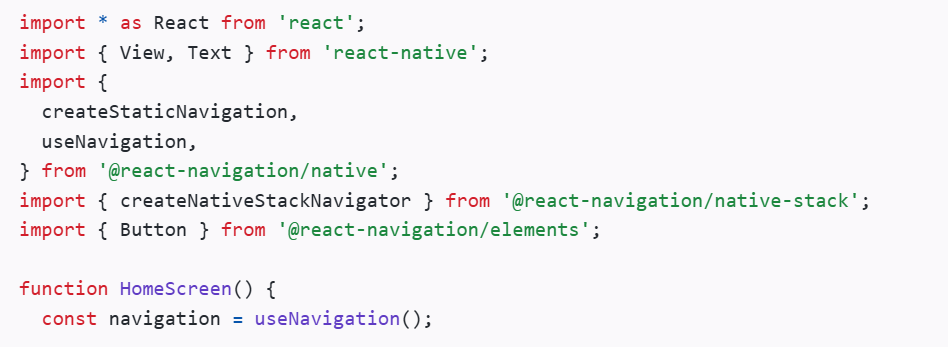 import * as React from 'react';
import { View, Text } from 'react-native';
import {
  createStaticNavigation,
  useNavigation,
} from '@react-navigation/native';
import { createNativeStackNavigator } from '@react-navigation/native-stack';
import { Button } from '@react-navigation/elements';

function HomeScreen() {
  const navigation = useNavigation();